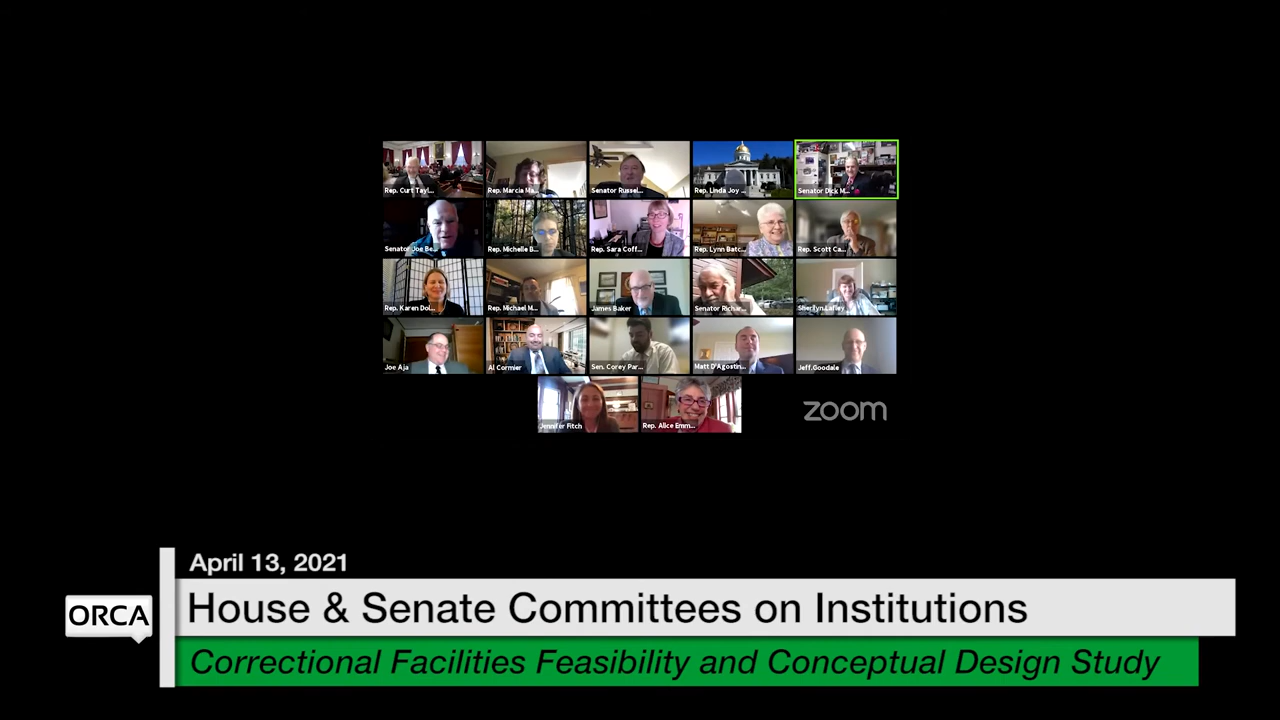 Rep. Curt Tayl...
Rep. Marcia Ma...
Senator Russel...
Rep. Linda Joy ...
Senator Dick M...
Senator Joe Be...
Rep. Michelle B...
Rep. Sara Coff...
Rep. Lynn Batc...
Rep. Scott Ca...
Rep. Karen Dol...
Rep. Michael M...
James Baker
Senator Richar...
Sherlyn Lafley
Joe Aja
Al Cormier
Sen. Corey Par...
Matt D'Agostin...
Jeff.Goodale
Jennifer Fitch
Rep. Alice Emm...
zoom
April 13, 2021
ORCA
House & Senate Committees on Institutions
Correctional Facilities Feasibility and Conceptual Design Study